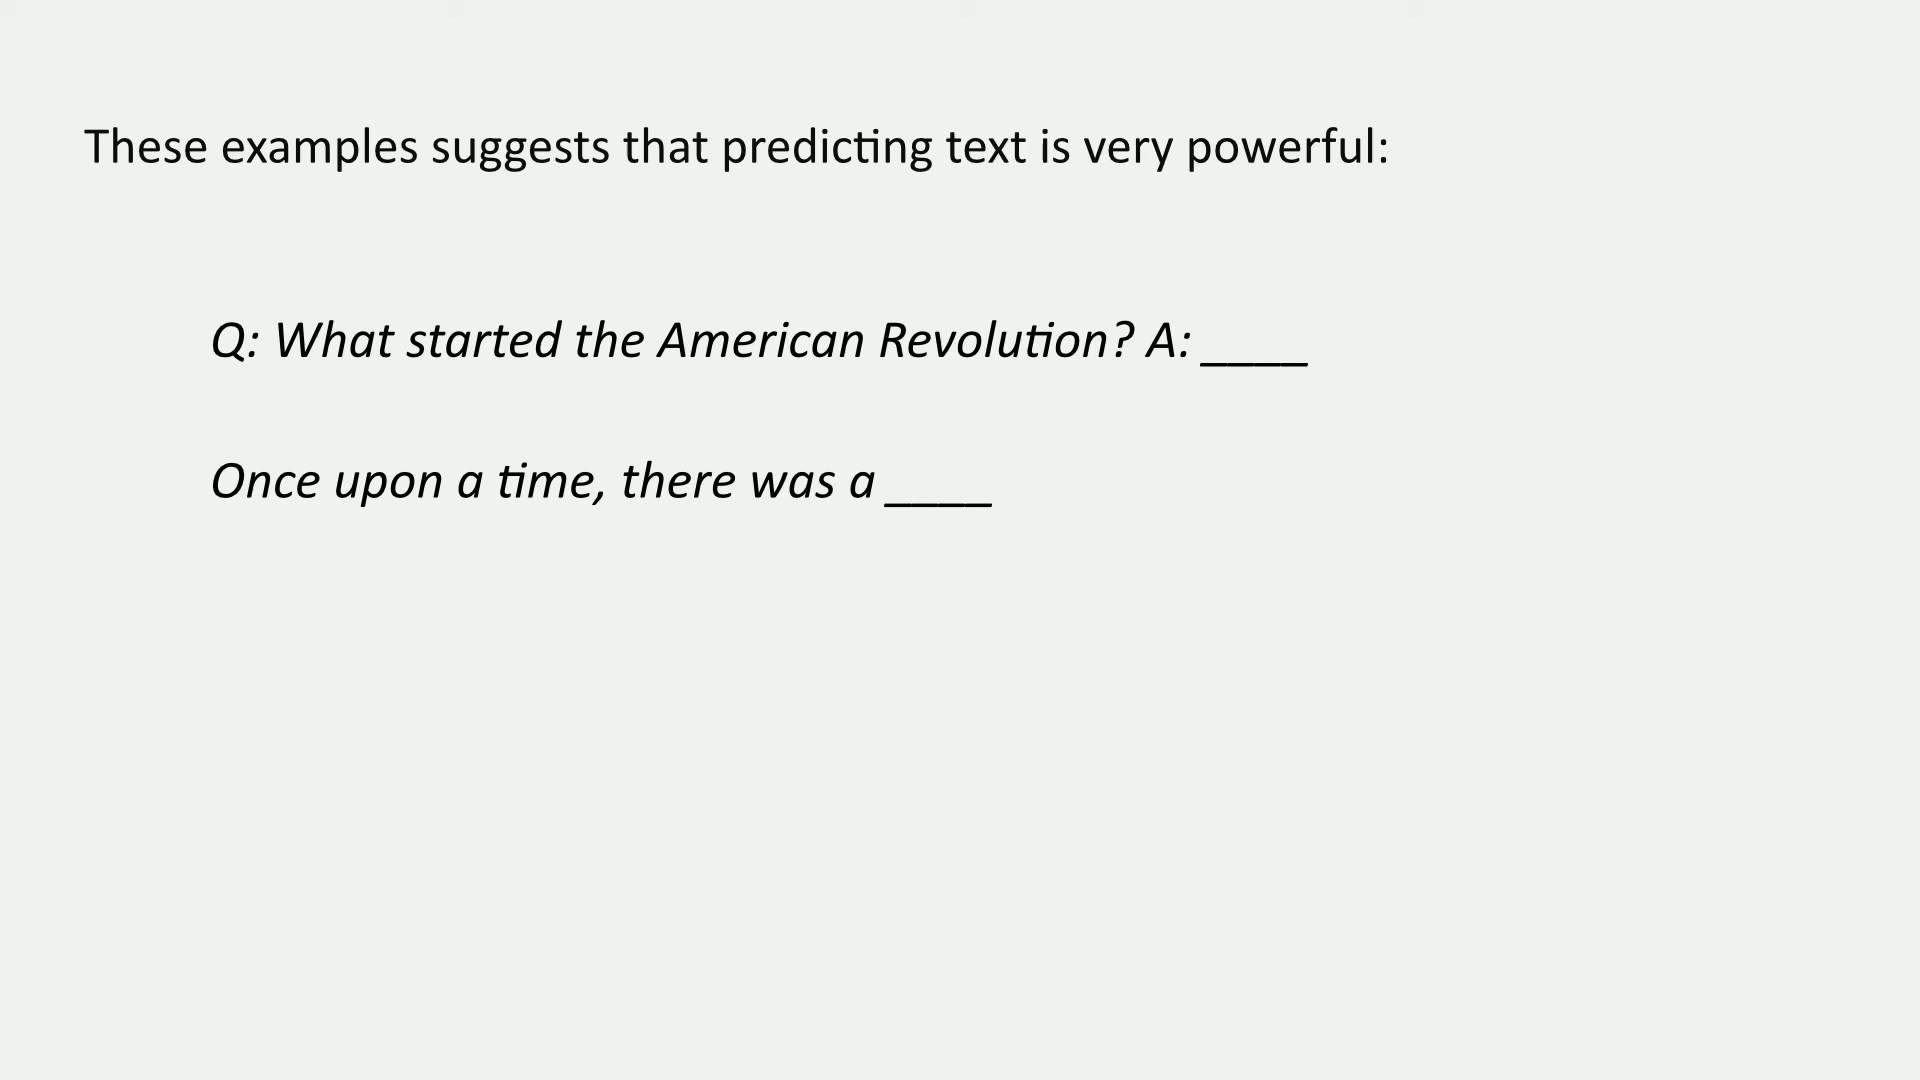 These examples suggests that predicting text is very powerful:
Q: What started the American Revolution? A: ____
Once upon a time, there was a ____